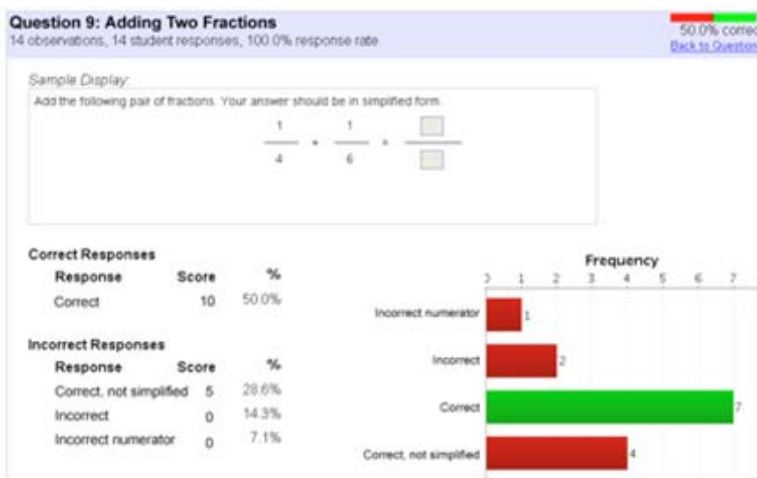 Question 9: Adding Two Fractions
14 observations, 14 student responses, 100.0% response rate
50.0% correc
Back to Question
Sample Display:
Add the following pair of fractions. Your answer should be in simplified form.
1 1
4 6
Correct Responses
Response Score %
Correct 10 50.0%
Incorrect Responses
Response Score %
Correct, not simplified 5 28.6%
Incorrect 0 14.3%
Incorrect numerator 0 7.1%
Frequency
0 1 2 3 4 5 6 7
Incorrect numerator 1
Incorrect 2
Correct 7
Correct, not simplified 4